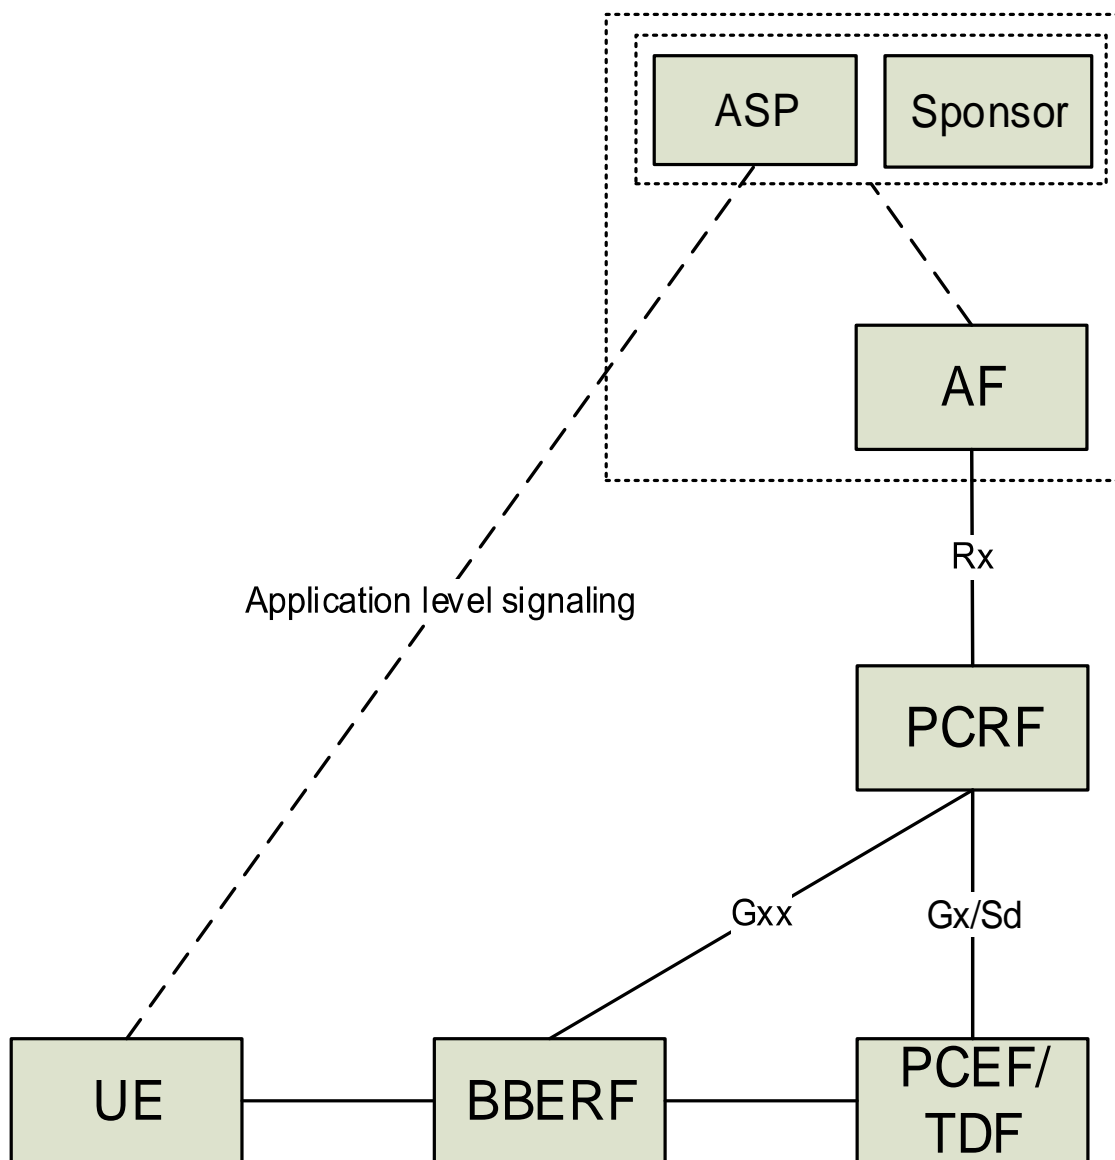 ASP
Sponsor
AF
Rx
Application level signaling
PCRF
Gxx
Gx/Sd
UE
BBERF
PCEF/
TDF